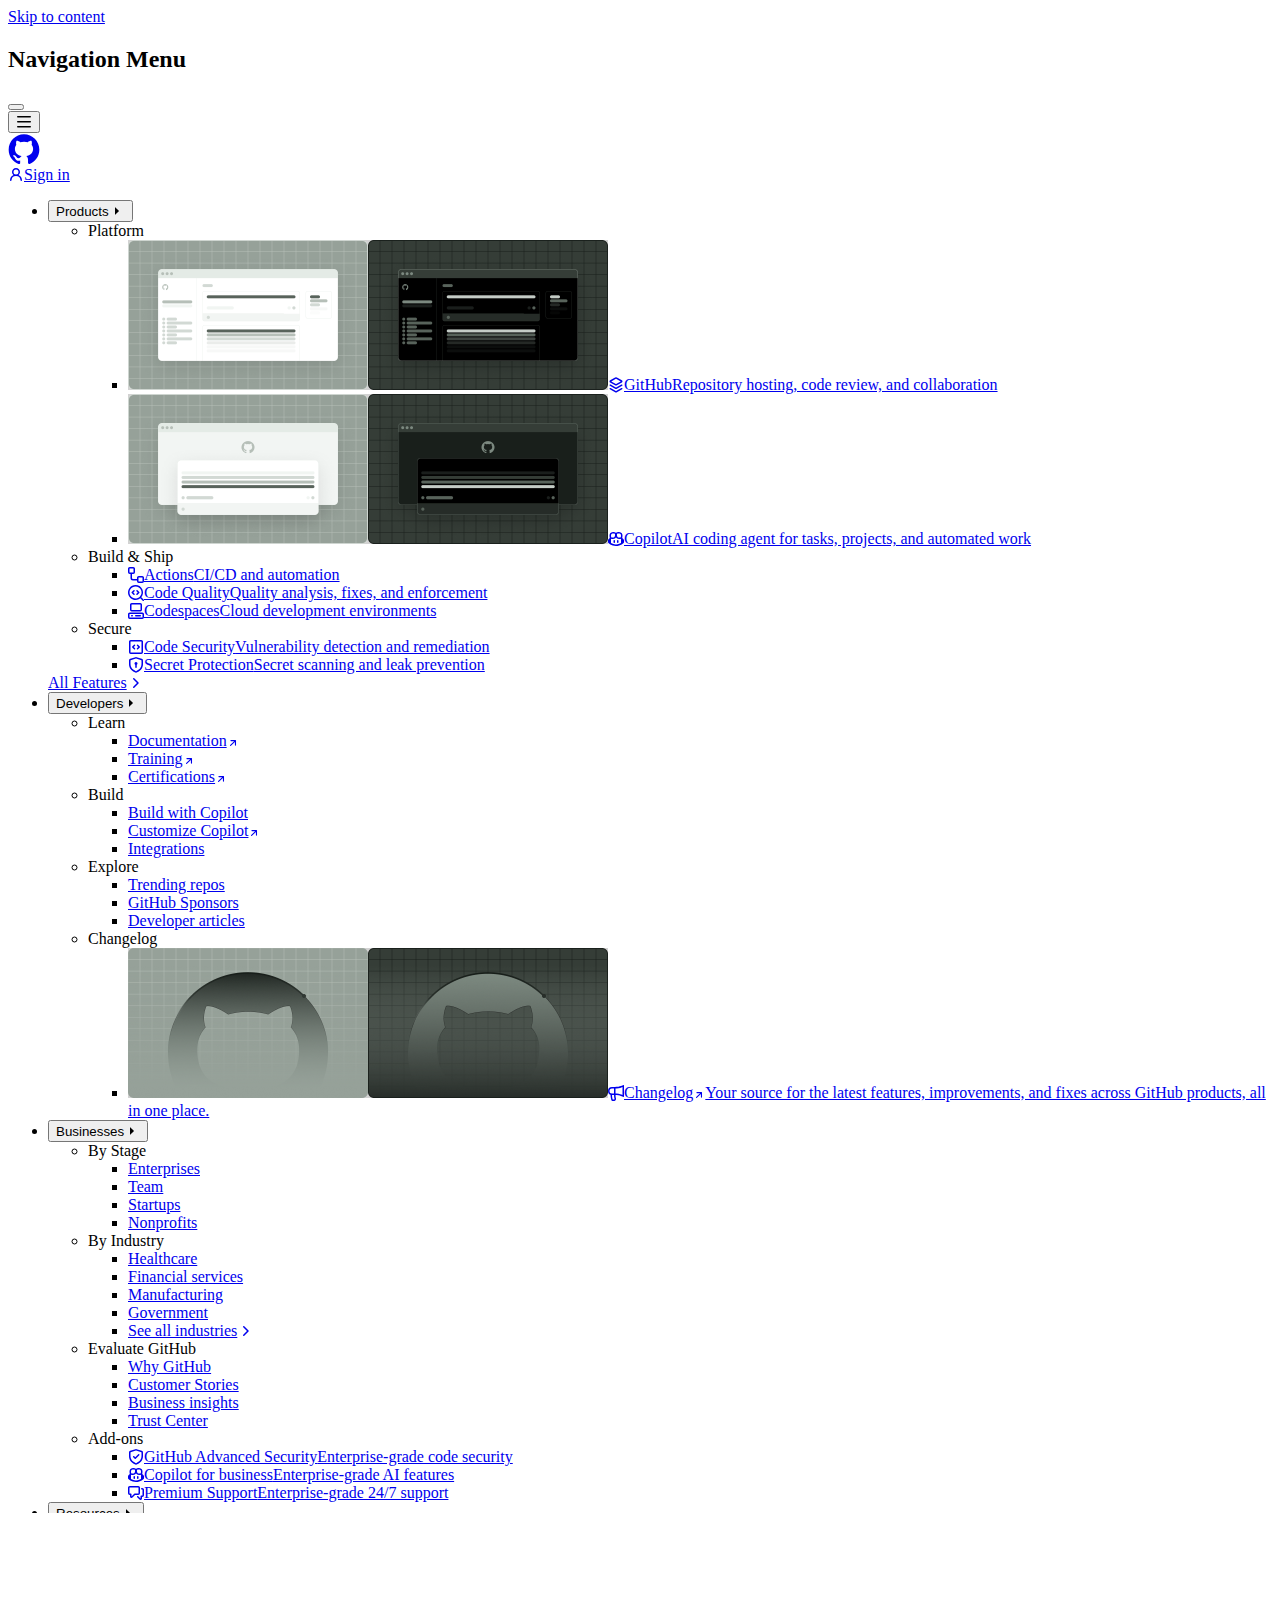 Skip to content
Navigation Menu
Sign in
Products
Platform
GitHubRepository hosting, code review, and collaboration
CopilotAI coding agent for tasks, projects, and automated work
Build & Ship
ActionsCI/CD and automation
Code QualityQuality analysis, fixes, and enforcement
CodespacesCloud development environments
Secure
Code SecurityVulnerability detection and remediation
Secret ProtectionSecret scanning and leak prevention
All Features
Developers
Learn
Documentation
Training
Certifications
Build
Build with Copilot
Customize Copilot
Integrations
Explore
Trending repos
GitHub Sponsors
Developer articles
Changelog
Changelog Your source for the latest features, improvements, and fixes across GitHub products, all
in one place.
Businesses
By Stage
Enterprises
Team
Startups
Nonprofits
By Industry
Healthcare
Financial services
Manufacturing
Government
See all industries
Evaluate GitHub
Why GitHub
Customer Stories
Business insights
Trust Center
Add-ons
GitHub Advanced SecurityEnterprise-grade code security
Copilot for businessEnterprise-grade AI features
Premium SupportEnterprise-grade 24/7 support
Resources